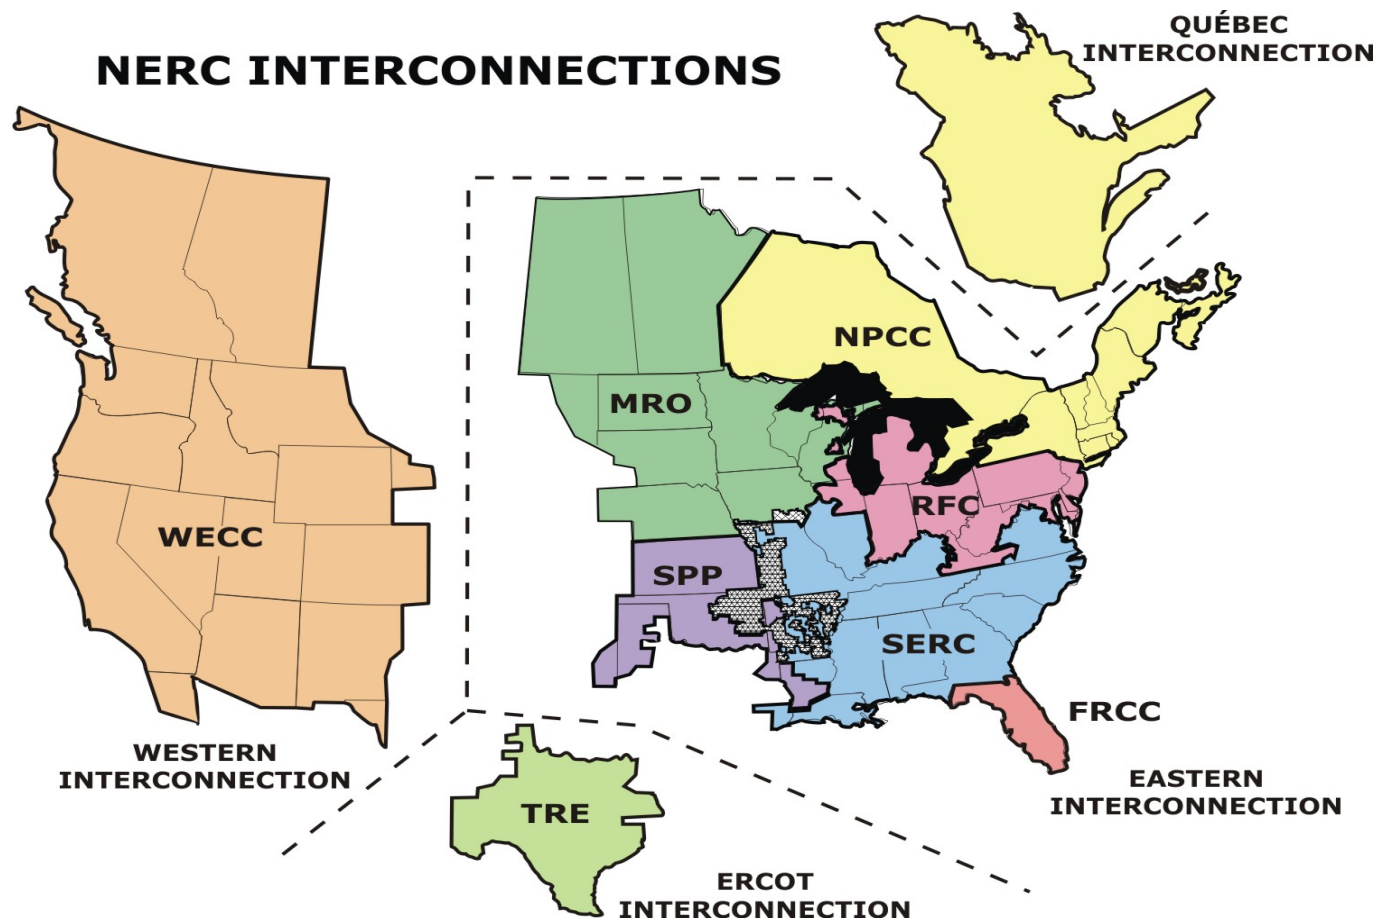 QUÉBEC
INTERCONNECTION
NERC INTERCONNECTIONS
NPCC
MRO
RFC
WECC
SPP
SERC
FRCC
WESTERN
INTERCONNECTION
EASTERN
INTERCONNECTION
TRE
ERCOT
INTERCONNECTION